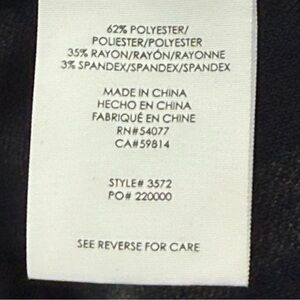 62% POLYESTER/
POLIESTER/POLYESTER
35% RAYON/RAYÓN/RAYONNE
3% SPANDEX/SPANDEX/SPANDEX
MADE IN CHINA
HECHO EN CHINA
FABRIQUÉ EN CHINE
RN#54077
CA#59814
STYLE# 3572
PO# 220000
SEE REVERSE FOR CARE